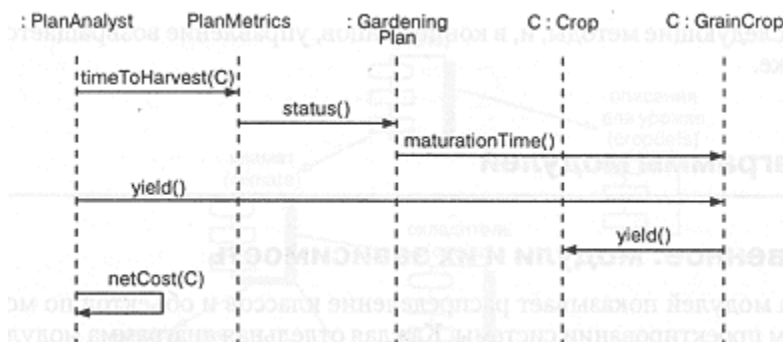 : PlanAnalyst PlanMetrics : Gardening Plan C : Crop C : GrainCrop
timeToHarvest(C)
status()
maturationTime()
yield()
yield()
netCost(C)